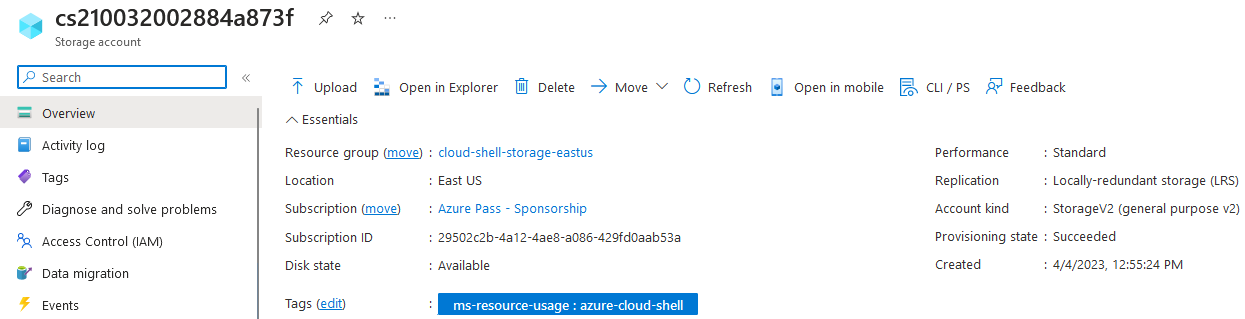 cs210032002884a873f
Storage account
Search
Upload Open in Explorer Delete Move Refresh Open in mobile CLI / PS Feedback
Overview
Activity log
Tags
Diagnose and solve problems
Access Control (IAM)
Data migration
Events
Essentials
Resource group (move) : cloud-shell-storage-eastus
Location : East US
Subscription (move) : Azure Pass - Sponsorship
Subscription ID : 29502c2b-4a12-4ae8-a086-429fd0aab53a
Disk state : Available
Tags (edit) : ms-resource-usage : azure-cloud-shell
Performance : Standard
Replication : Locally-redundant storage (LRS)
Account kind : StorageV2 (general purpose v2)
Provisioning state : Succeeded
Created : 4/4/2023, 12:55:24 PM